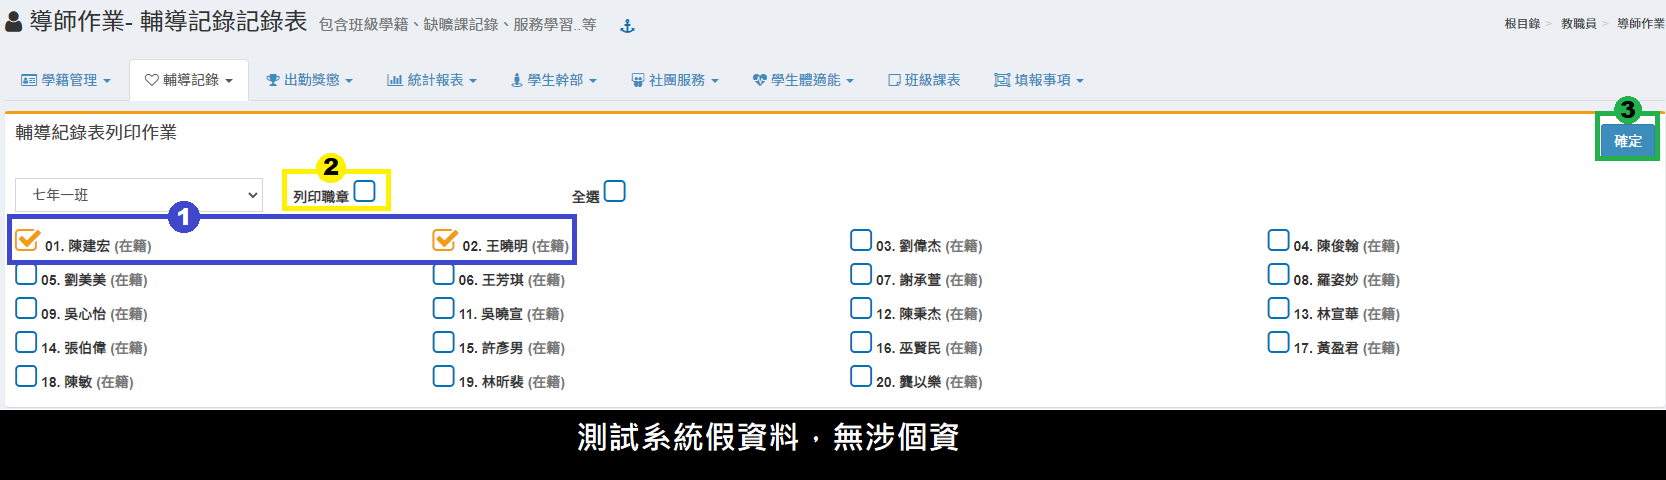 導師作業- 輔導記錄記錄表 包含班級學籍、缺曠課記錄、服務學習..等 根目錄 > 教職員 > 導師作業
學籍管理 輔導記錄 出勤獎懲 統計報表 學生幹部 社團服務 學生體適能 班級課表 填報事項
3
輔導紀錄表列印作業 確定
2
七年一班 列印職章 全選
1
01. 陳建宏 (在籍) 02. 王曉明 (在籍) 03. 劉偉杰 (在籍) 04. 陳俊翰 (在籍)
05. 劉美美 (在籍) 06. 王芳琪 (在籍) 07. 謝承萱 (在籍) 08. 羅姿妙 (在籍)
09. 吳心怡 (在籍) 11. 吳曉宣 (在籍) 12. 陳秉杰 (在籍) 13. 林宣華 (在籍)
14. 張伯偉 (在籍) 15. 許彥男 (在籍) 16. 巫賢民 (在籍) 17. 黃盈君 (在籍)
18. 陳敏 (在籍) 19. 林昕裴 (在籍) 20. 龔以樂 (在籍)
測試系統假資料，無涉個資